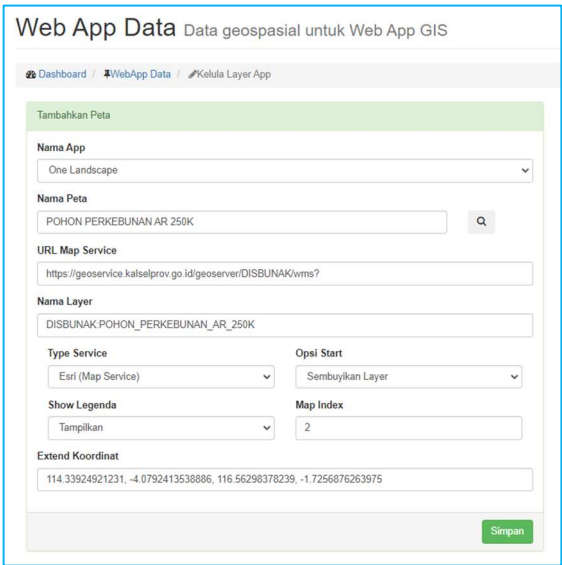 Web App Data Data geospasial untuk Web App GIS
Dashboard / WebApp Data / Kelula Layer App
Tambahkan Peta
Nama App
One Landscape
Nama Peta
POHON PERKEBUNAN AR 250K
URL Map Service
https://geoservice.kalselprov.go.id/geoserver/DISBUNAK/wms?
Nama Layer
DISBUNAK:POHON_PERKEBUNAN_AR_250K
Type Service Opsi Start
Esri (Map Service) Sembuyikan Layer
Show Legenda Map Index
Tampilkan 2
Extend Koordinat
114.33924921231, -4.0792413538886, 116.56298378239, -1.7256876263975
Simpan